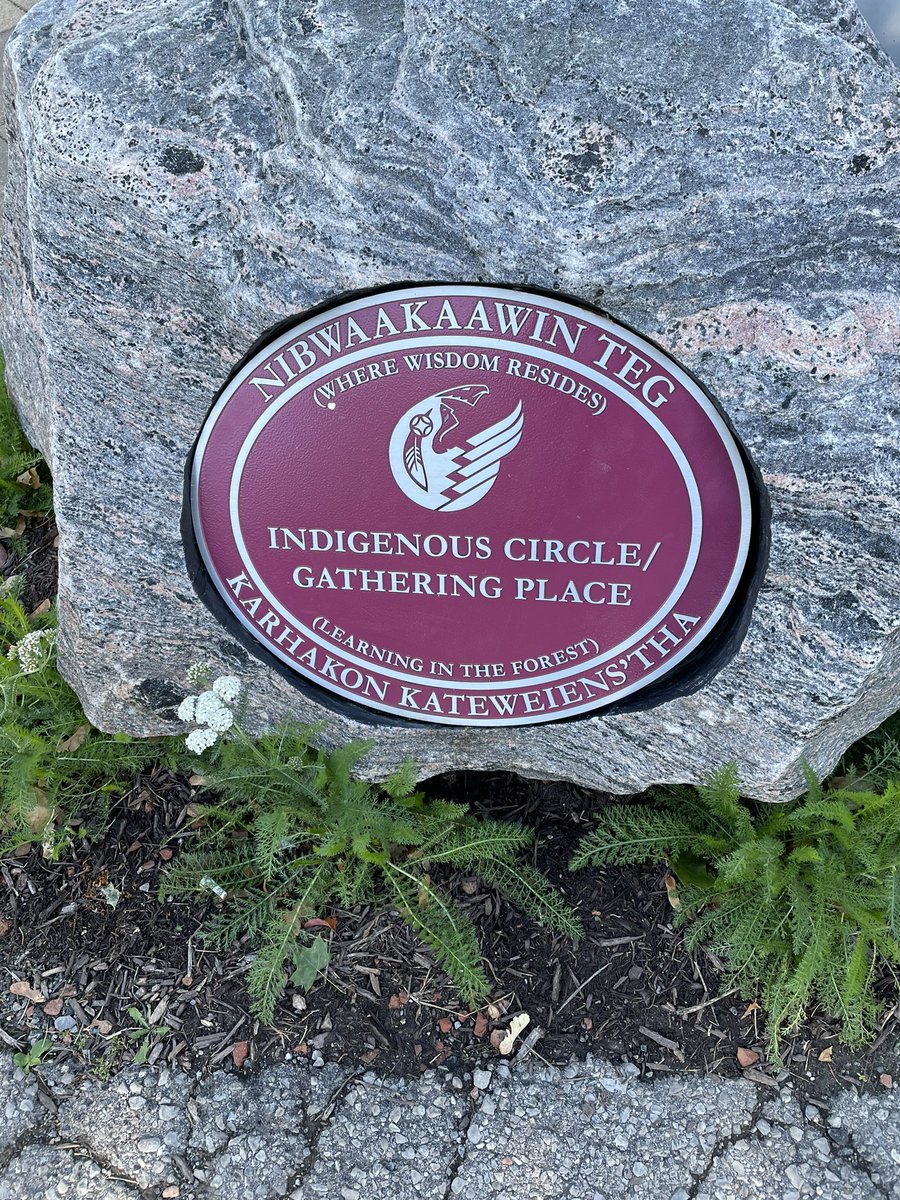 NIBWAAKAAWIN TEG
(WHERE WISDOM RESIDES)
INDIGENOUS CIRCLE/
GATHERING PLACE
(LEARNING IN THE FOREST)
KARHAKON KATEWEIENS'THA